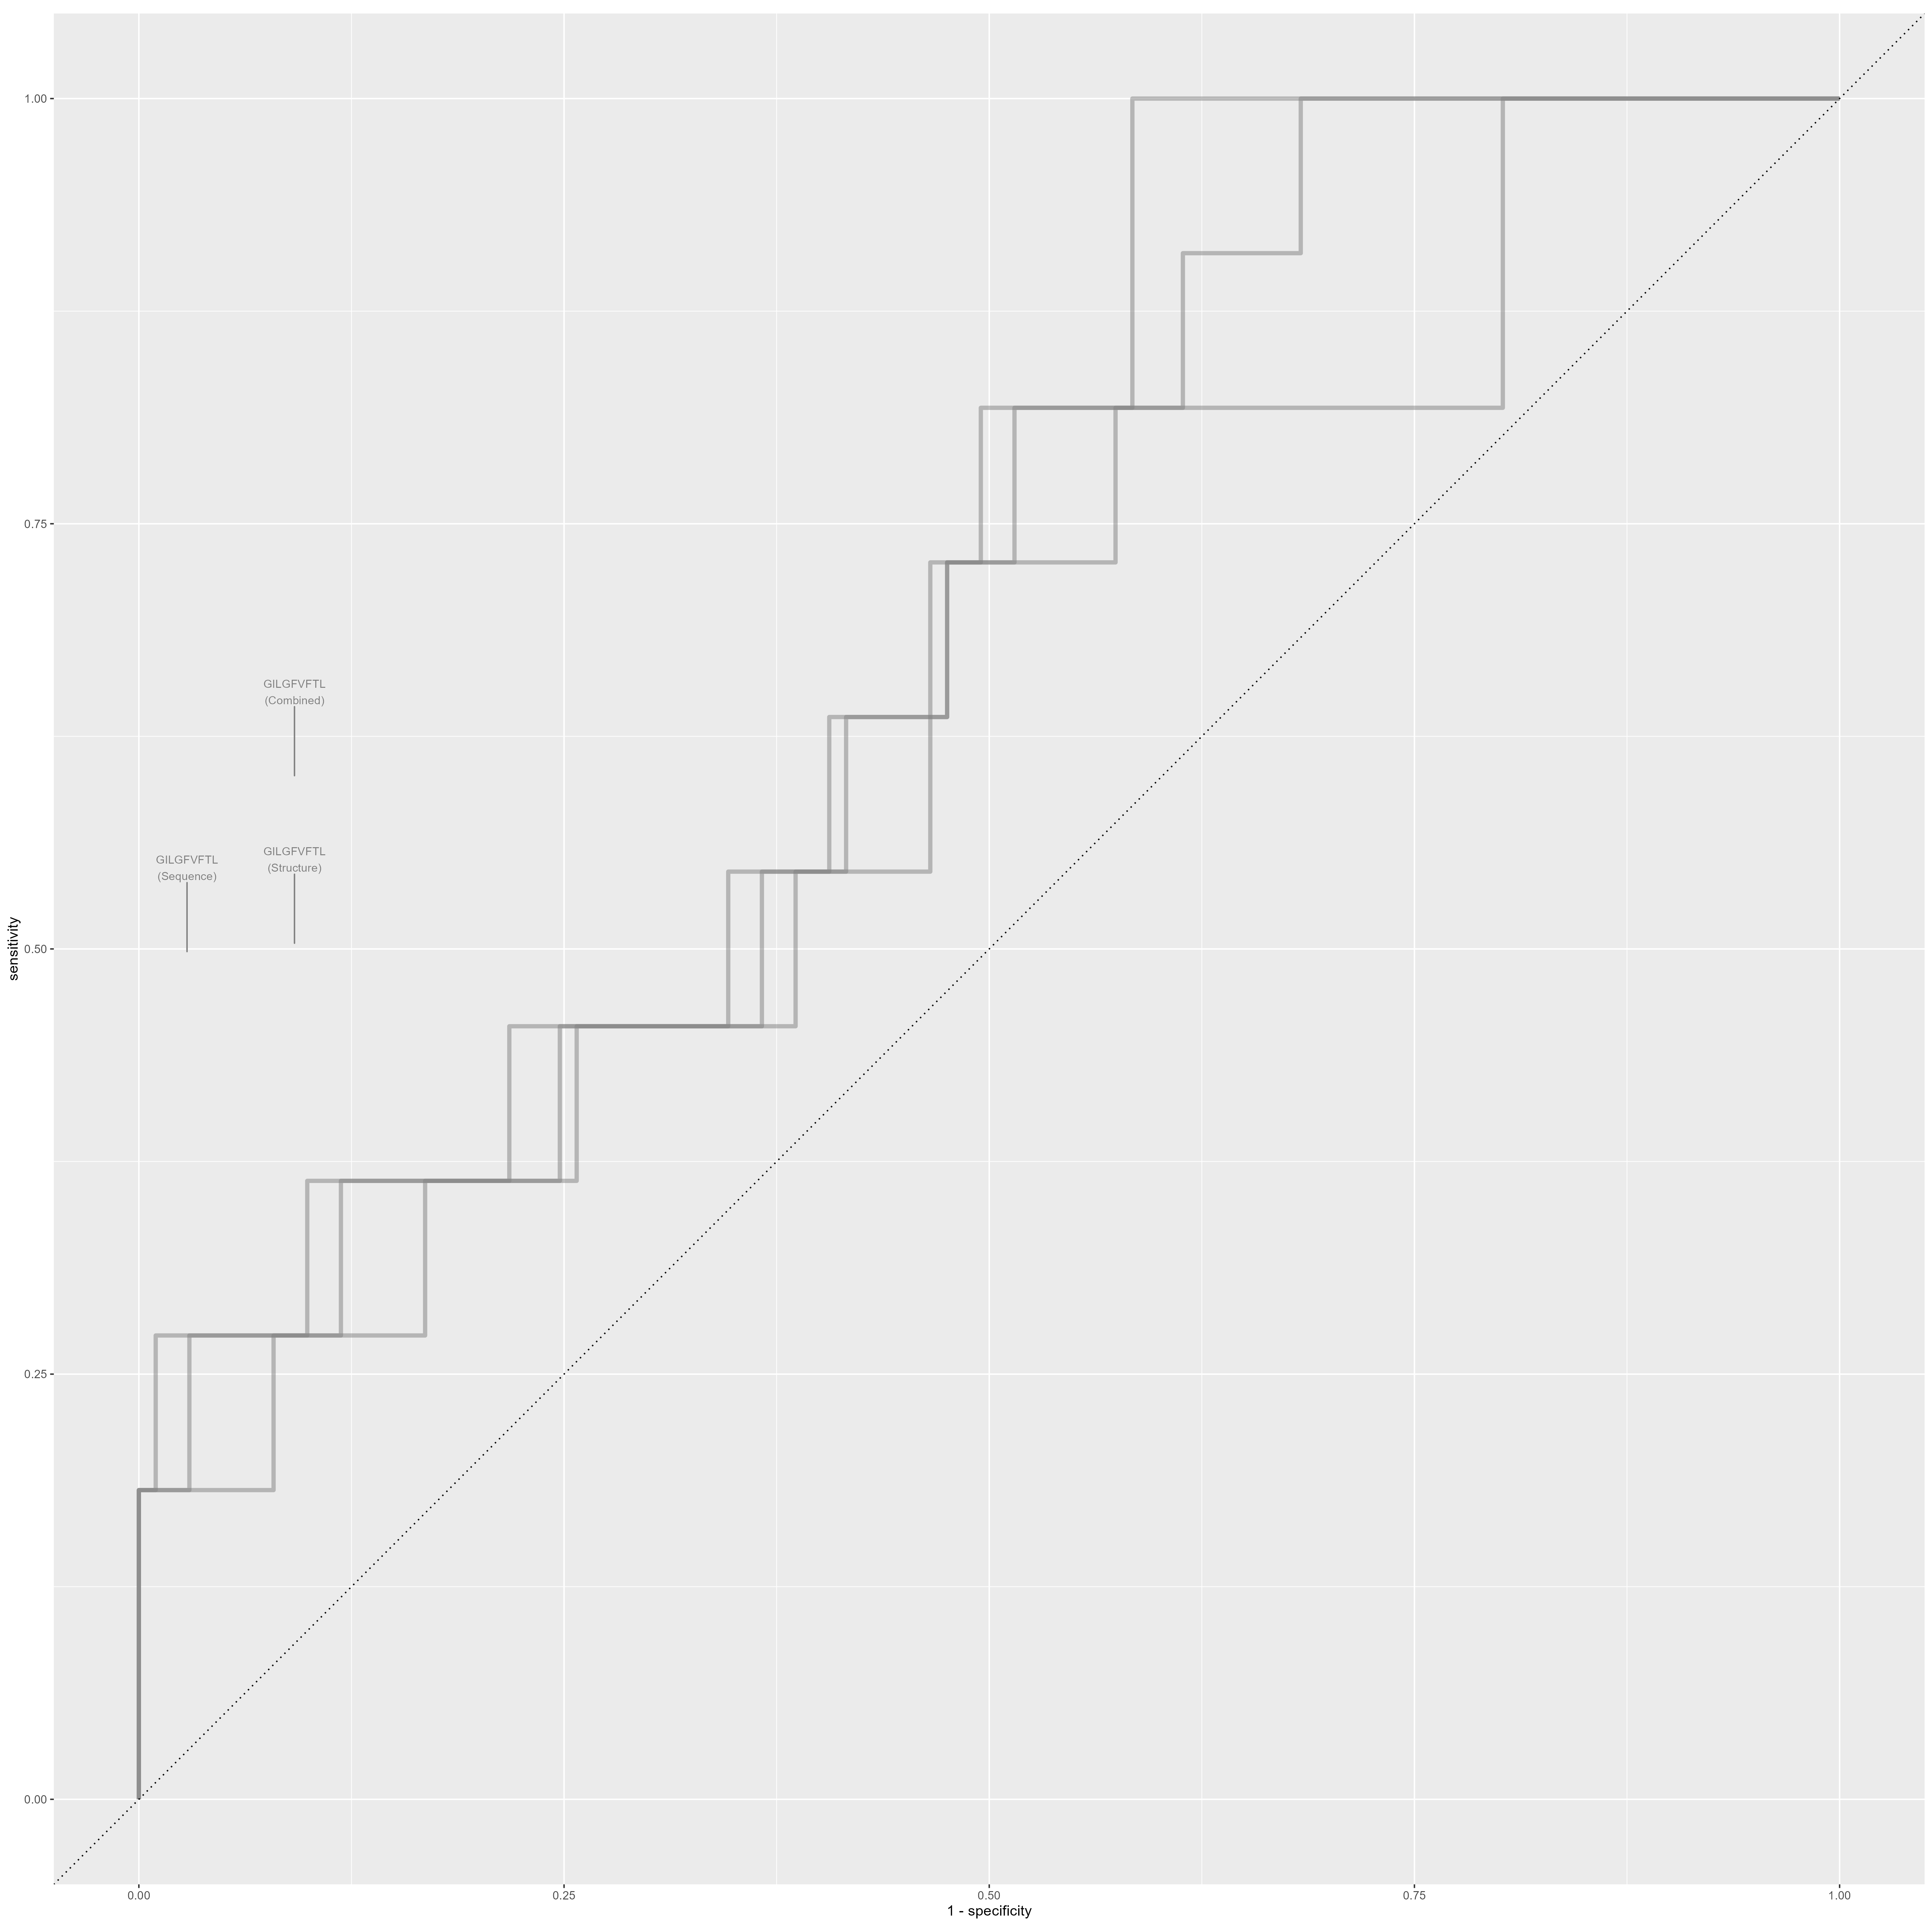 1.00
0.75
0.50
0.25
0.00
sensitivity
GILGFVFTL
(Combined)
GILGFVFTL
(Sequence)
GILGFVFTL
(Structure)
0.00
0.25
0.50
0.75
1.00
1 - specificity